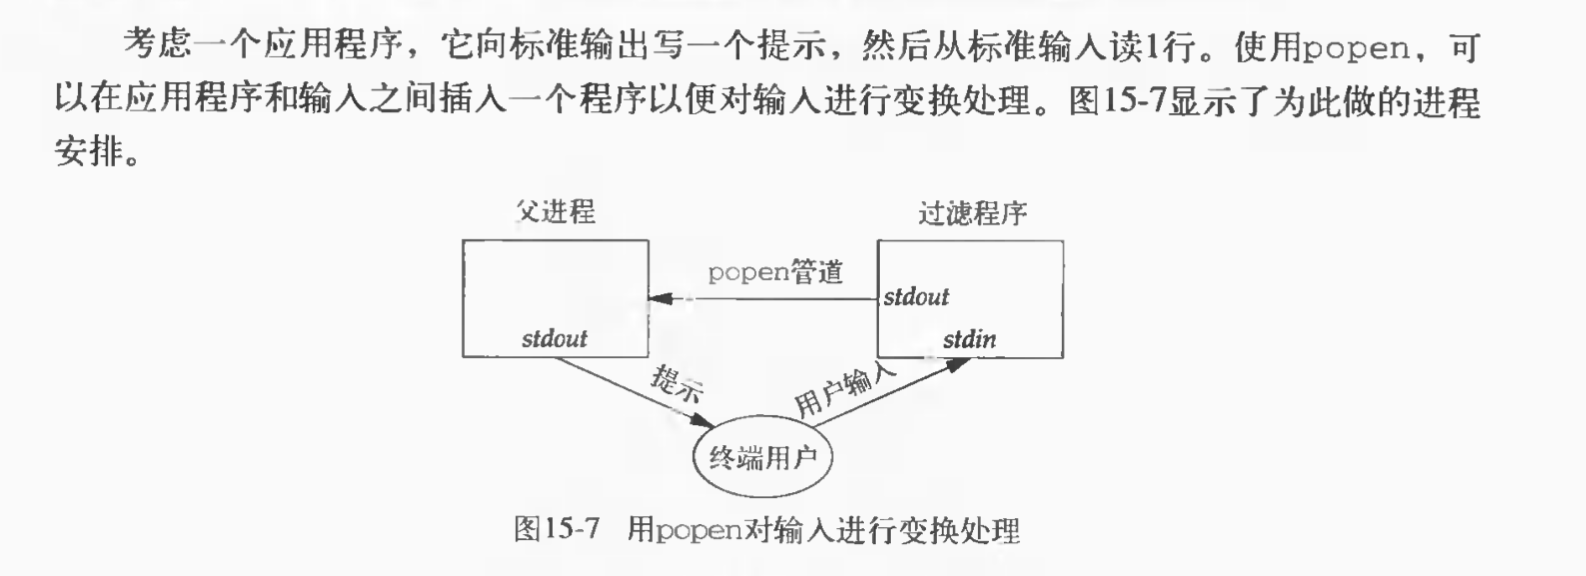 考虑一个应用程序，它向标准输出写一个提示，然后从标准输入读1行。使用popen，可
以在应用程序和输入之间插入一个程序以便对输入进行变换处理。图15-7显示了为此做的进程
安排。
父进程
过滤程序
popen管道
stdout
stdout
stdin
提示
用户输入
终端用户
图15-7 用popen对输入进行变换处理